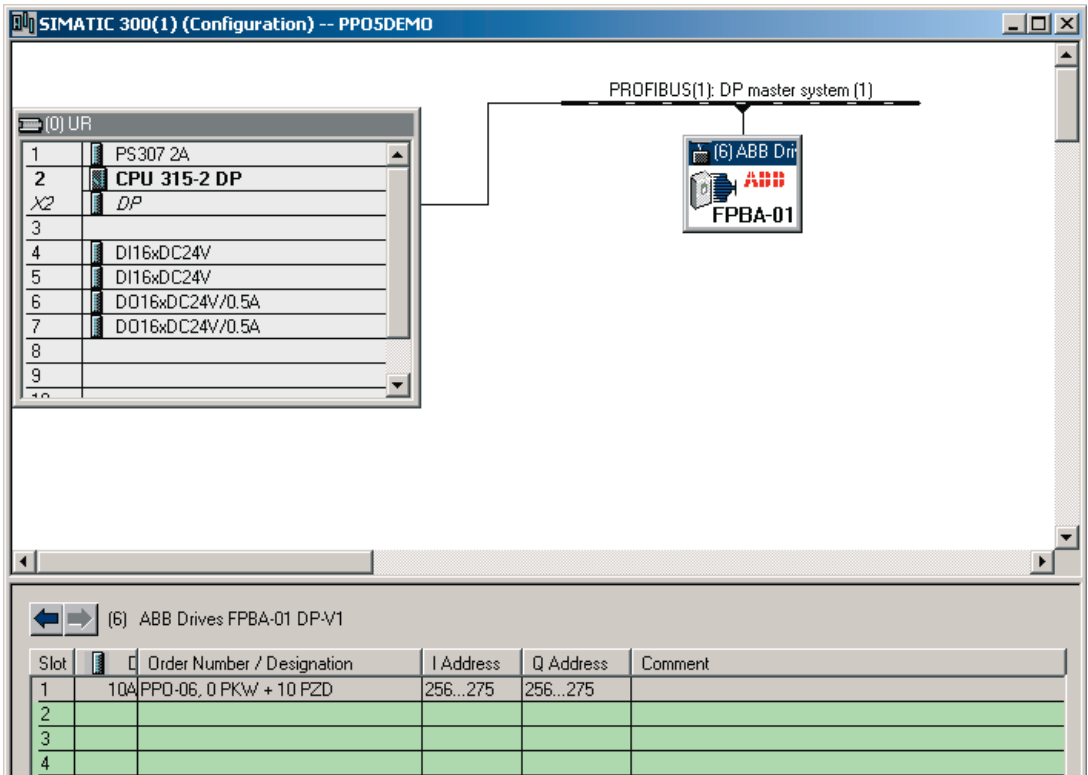 SIMATIC 300(1) (Configuration) -- PPO5DEMO
PROFIBUS(1): DP master system (1)
(0) UR
1 PS307 2A
2 CPU 315-2 DP
X2 DP
3
4 DI16xDC24V
5 DI16xDC24V
6 DO16xDC24V/0.5A
7 DO16xDC24V/0.5A
8
9
(6) ABB Dri
ABB
FPBA-01
(6) ABB Drives FPBA-01 DP-V1
Slot D Order Number / Designation I Address Q Address Comment
1 10A PPO-06, 0 PKW + 10 PZD 256...275 256...275
2
3
4